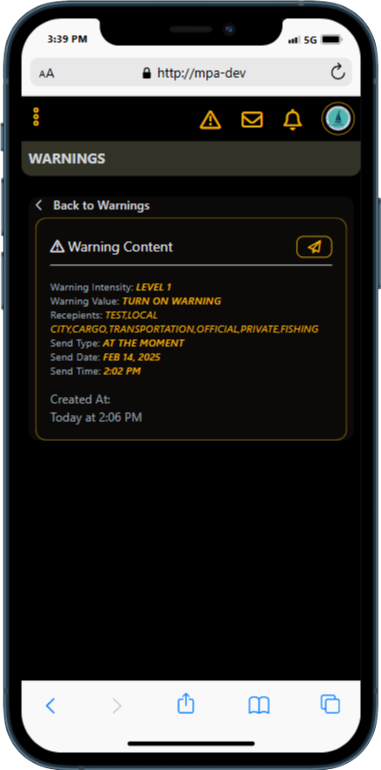 3:39 PM
5G
AA
http://mpa-dev
WARNINGS
Back to Warnings
Warning Content
Warning Intensity: LEVEL 1
Warning Value: TURN ON WARNING
Recepients: TEST,LOCAL
CITY,CARGO,TRANSPORTATION,OFFICIAL,PRIVATE,FISHING
Send Type: AT THE MOMENT
Send Date: FEB 14, 2025
Send Time: 2:02 PM
Created At:
Today at 2:06 PM